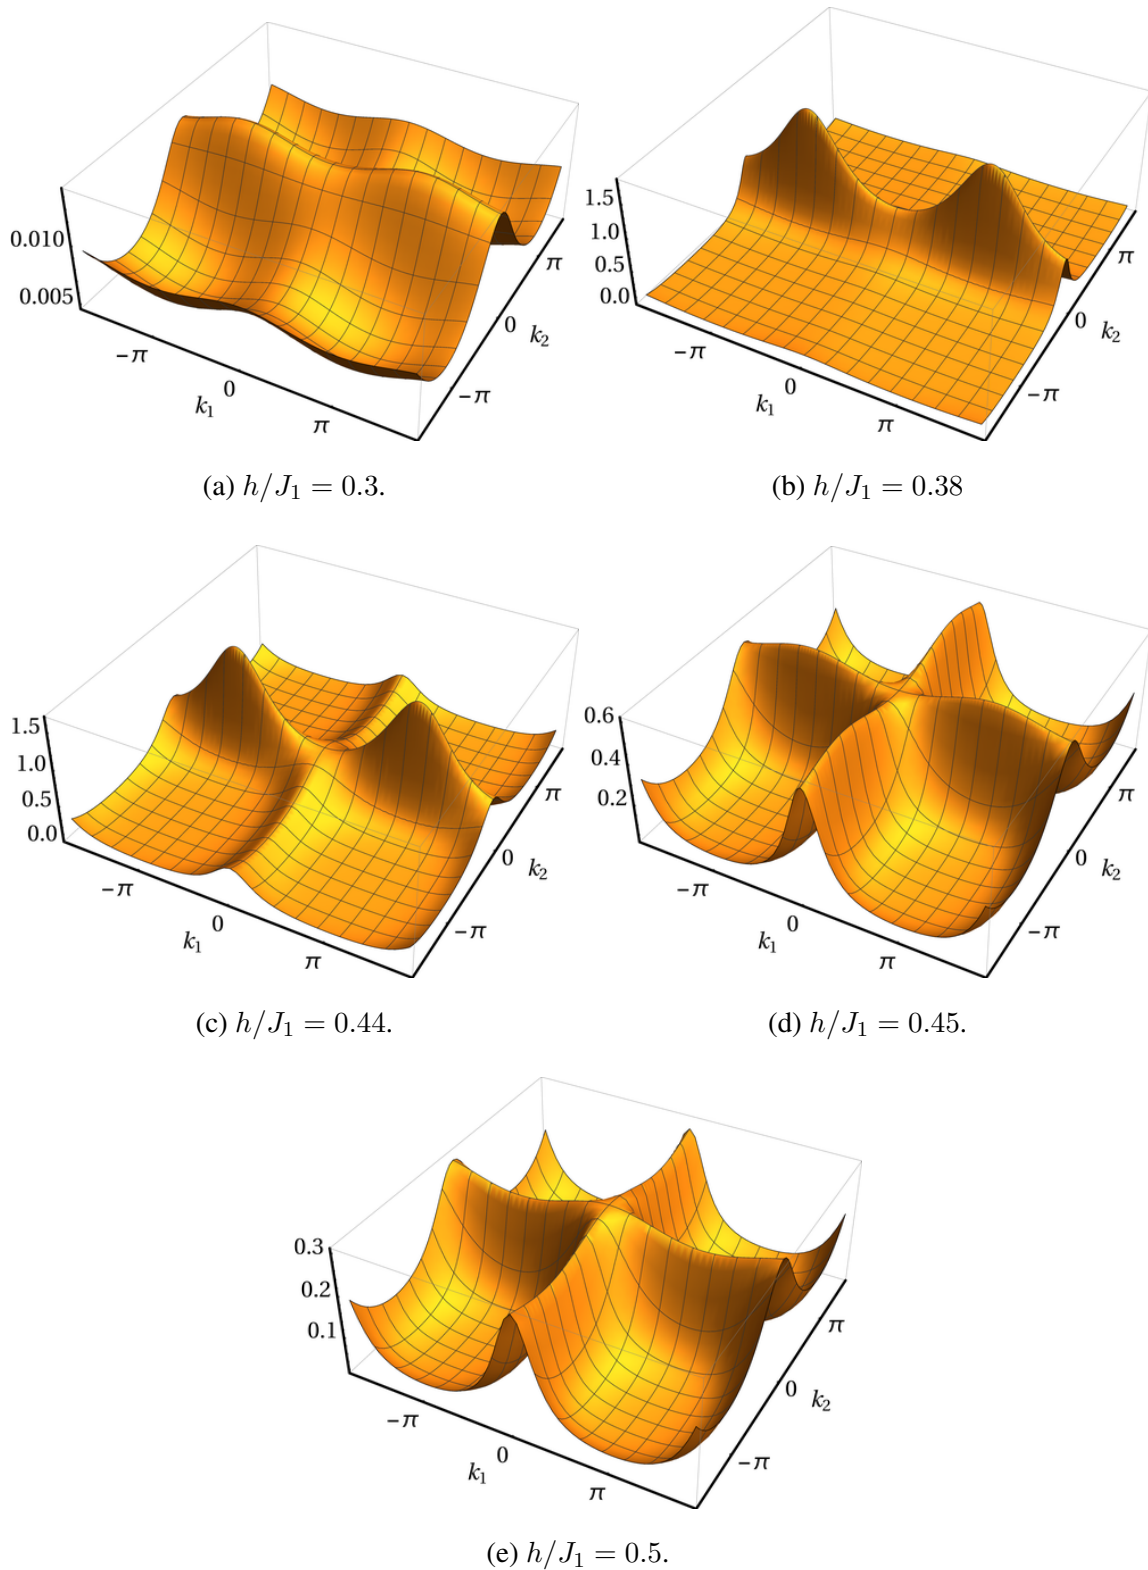 0.010
0.005
−π
0
π
k₁
−π
0
π
k₂
(a) h/J₁ = 0.3.
1.5
1.0
0.5
0.0
−π
0
π
k₁
−π
0
π
k₂
(b) h/J₁ = 0.38
1.5
1.0
0.5
0.0
−π
0
π
k₁
−π
0
π
k₂
(c) h/J₁ = 0.44.
0.6
0.4
0.2
−π
0
π
k₁
−π
0
π
k₂
(d) h/J₁ = 0.45.
0.3
0.2
0.1
−π
0
π
k₁
−π
0
π
k₂
(e) h/J₁ = 0.5.